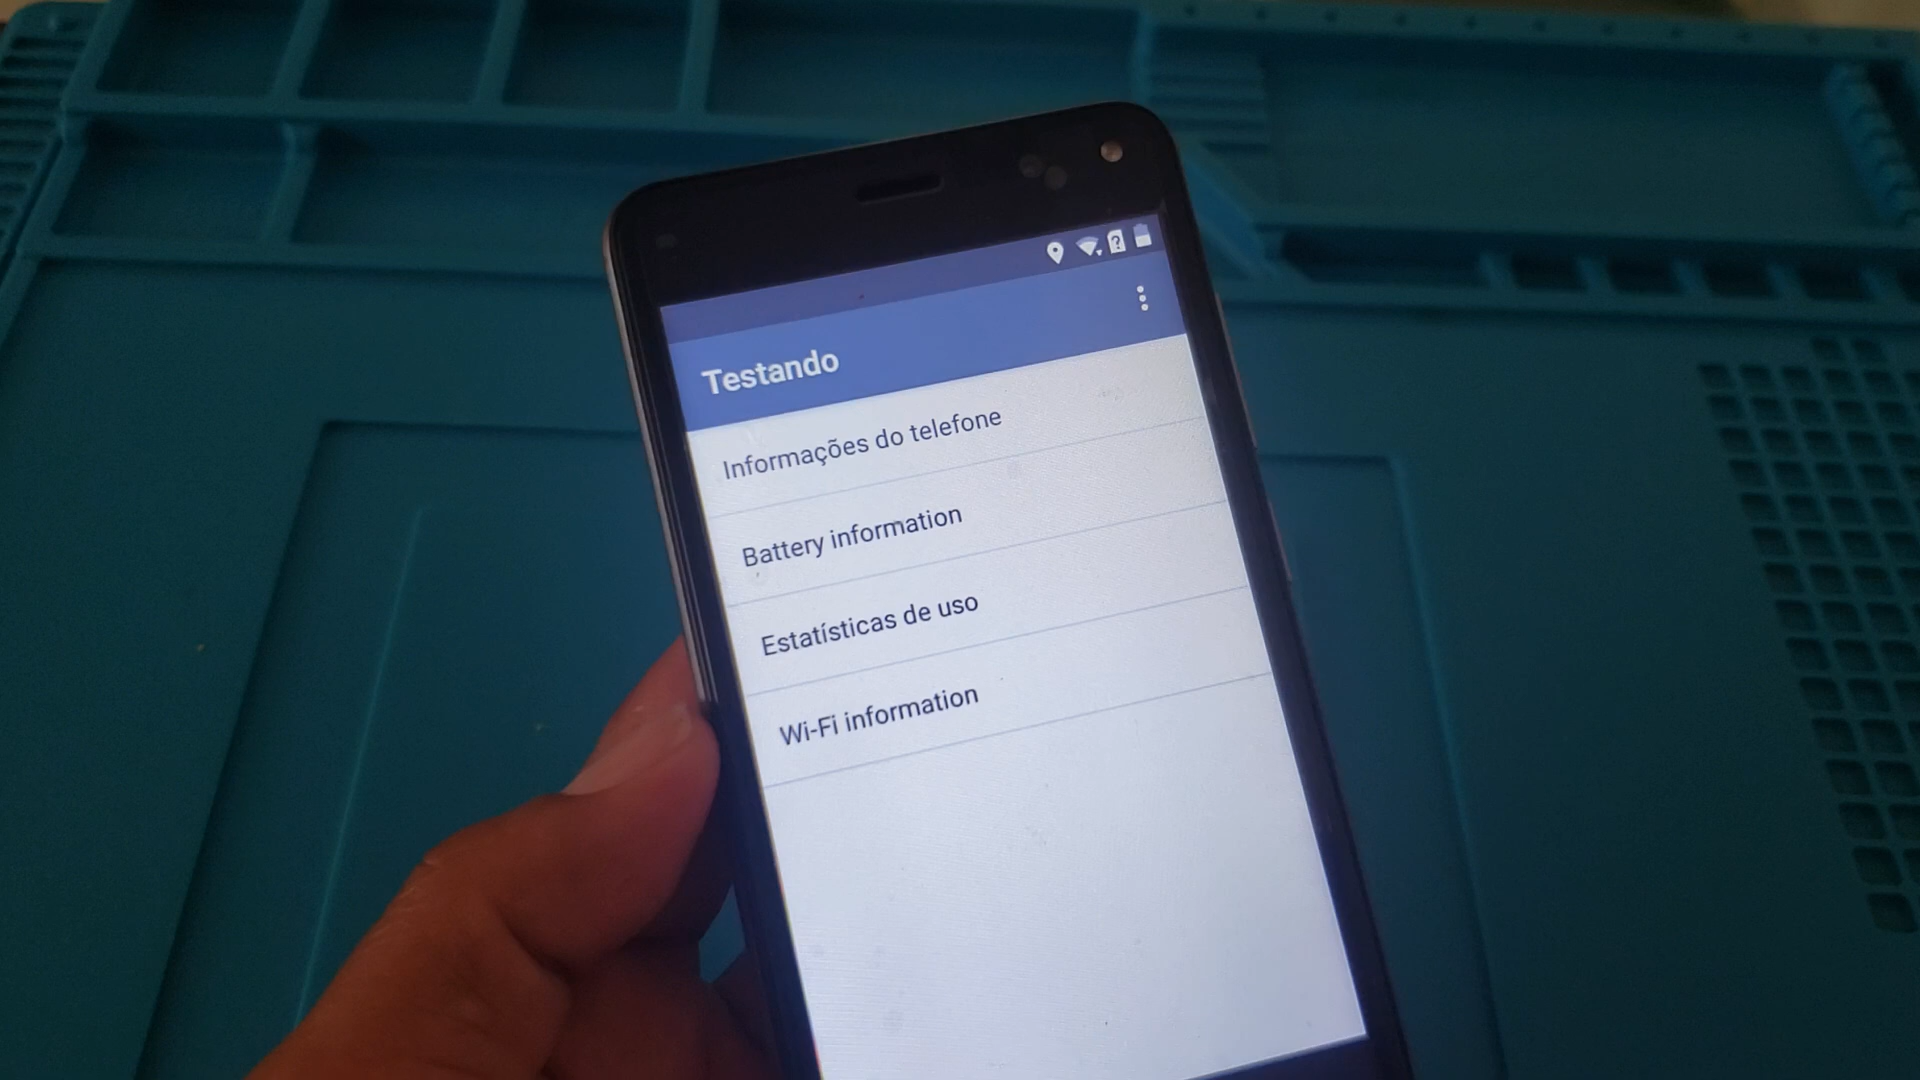 Testando
Informações do telefone
Battery information
Estatísticas de uso
Wi-Fi information